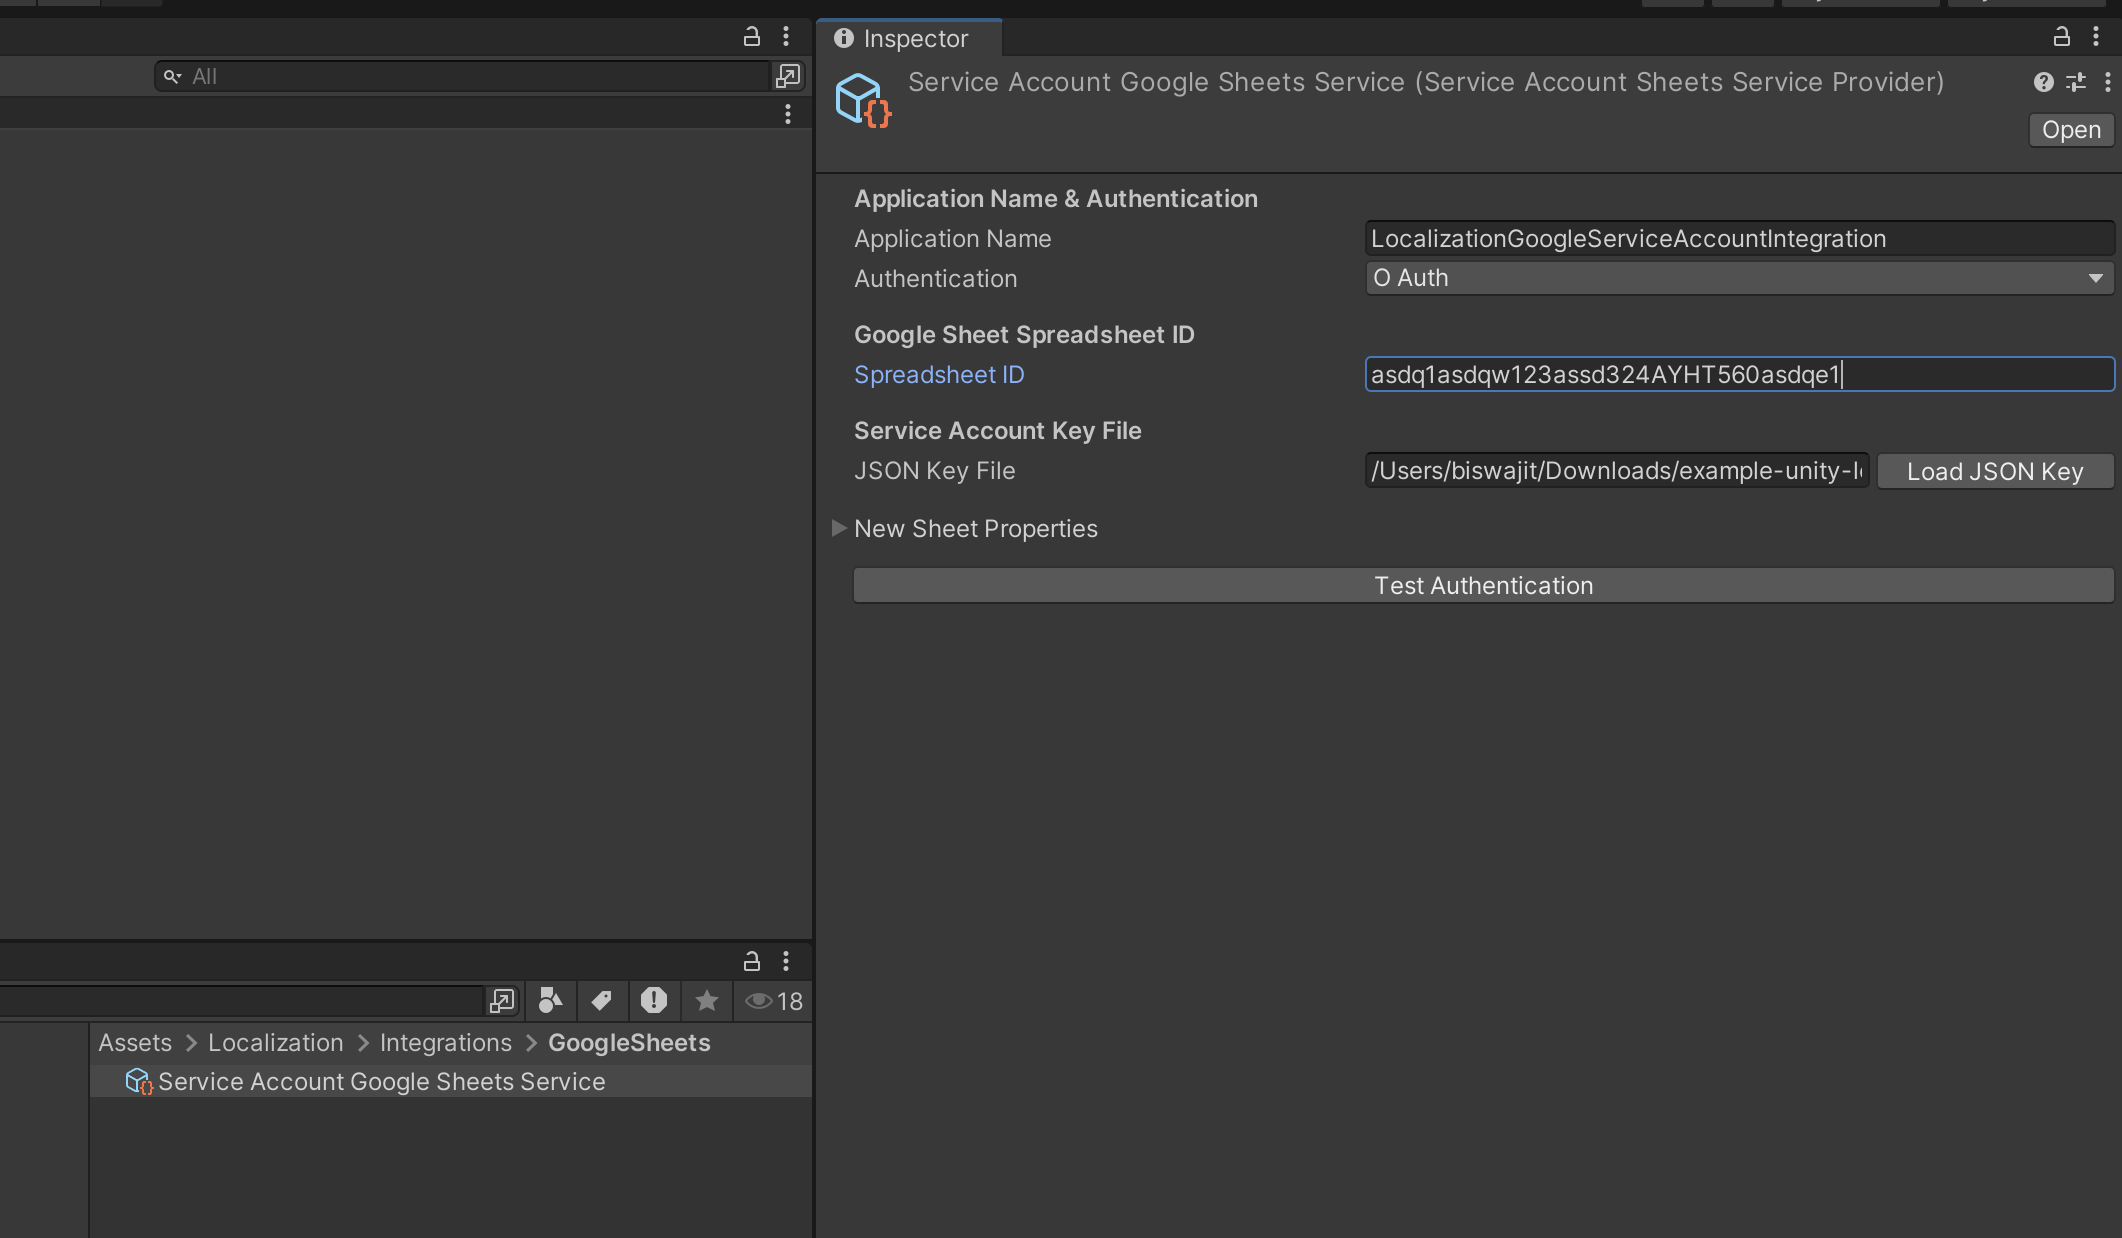 All
Inspector
Service Account Google Sheets Service (Service Account Sheets Service Provider)
Open
Application Name & Authentication
Application Name
LocalizationGoogleServiceAccountIntegration
Authentication
O Auth
Google Sheet Spreadsheet ID
Spreadsheet ID
asdq1asdqw123assd324AYHT560asdqe1
Service Account Key File
JSON Key File
/Users/biswajit/Downloads/example-unity-l
Load JSON Key
New Sheet Properties
Test Authentication
18
Assets > Localization > Integrations > GoogleSheets
Service Account Google Sheets Service